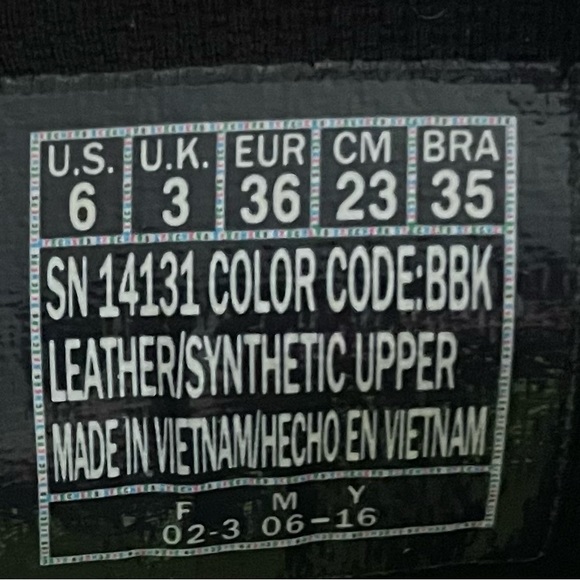 U.S. U.K. EUR CM BRA
6 3 36 23 35
SN 14131 COLOR CODE:BBK
LEATHER/SYNTHETIC UPPER
MADE IN VIETNAM/HECHO EN VIETNAM
F M Y
02-3 06-16